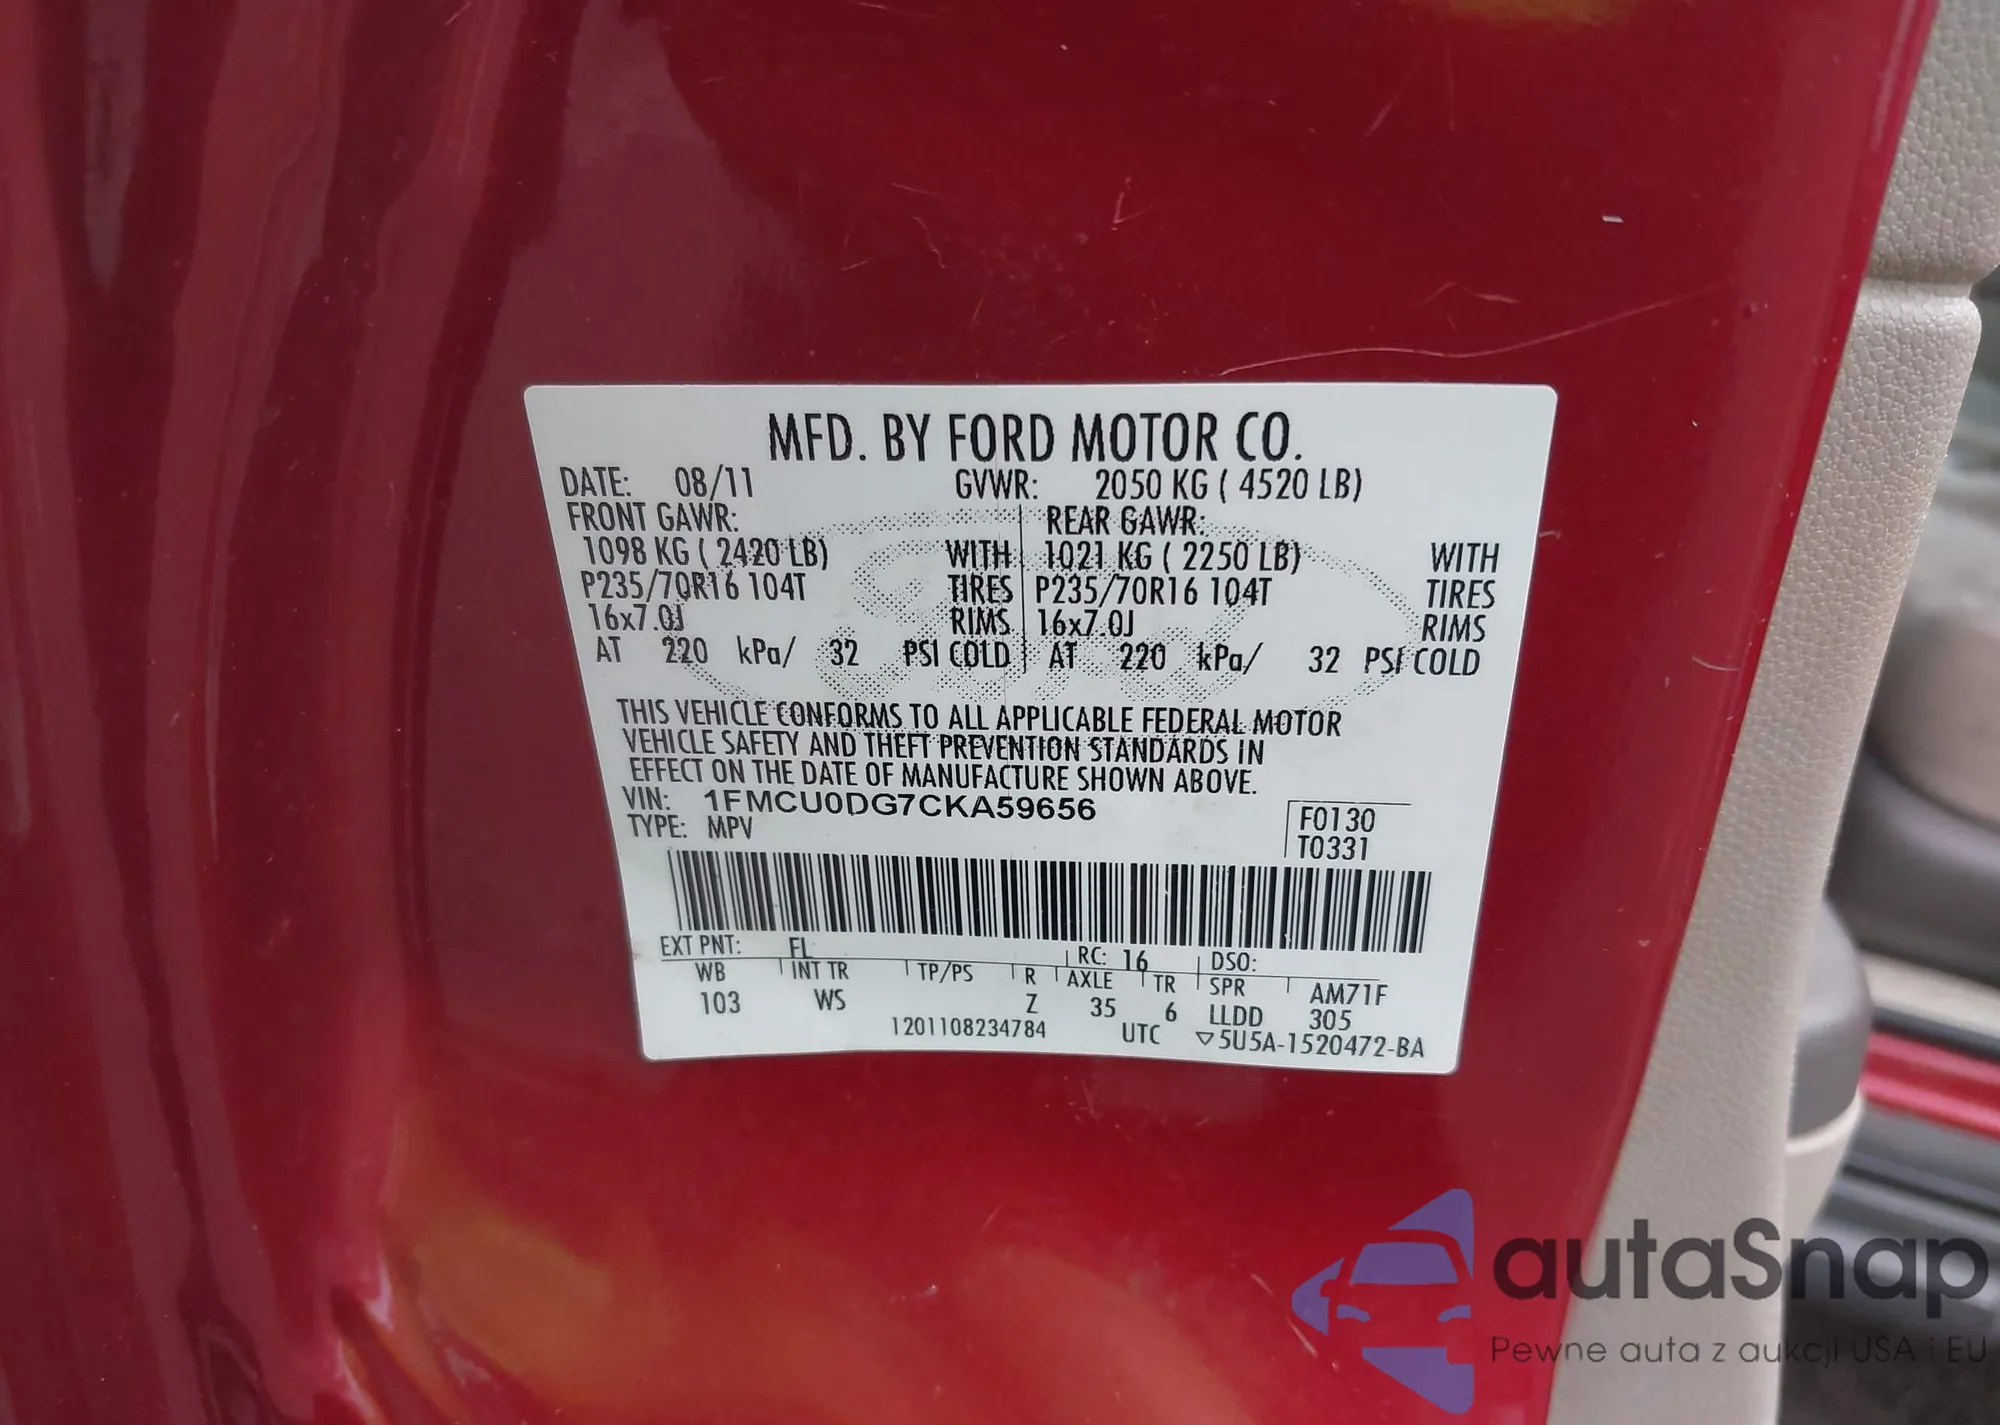 MFD. BY FORD MOTOR CO.
DATE: 08/11 GVWR: 2050 KG ( 4520 LB)
FRONT GAWR: REAR GAWR:
1098 KG ( 2420 LB) WITH 1021 KG ( 2250 LB) WITH
P235/70R16 104T TIRES P235/70R16 104T TIRES
16x7.0J RIMS 16x7.0J RIMS
AT 220 kPa/ 32 PSI COLD AT 220 kPa/ 32 PSI COLD
THIS VEHICLE CONFORMS TO ALL APPLICABLE FEDERAL MOTOR
VEHICLE SAFETY AND THEFT PREVENTION STANDARDS IN
EFFECT ON THE DATE OF MANUFACTURE SHOWN ABOVE.
VIN: 1FMCU0DG7CKA59656
TYPE: MPV
F0130
T0331
EXT PNT: FL RC: 16 DSO:
WB INT TR TP/PS R AXLE TR SPR AM71F
103 WS Z 35 6 LLDD 305
1201108234784 UTC ▽5U5A-1520472-BA
autaSnap
Pewne auta z aukcji USA i EU